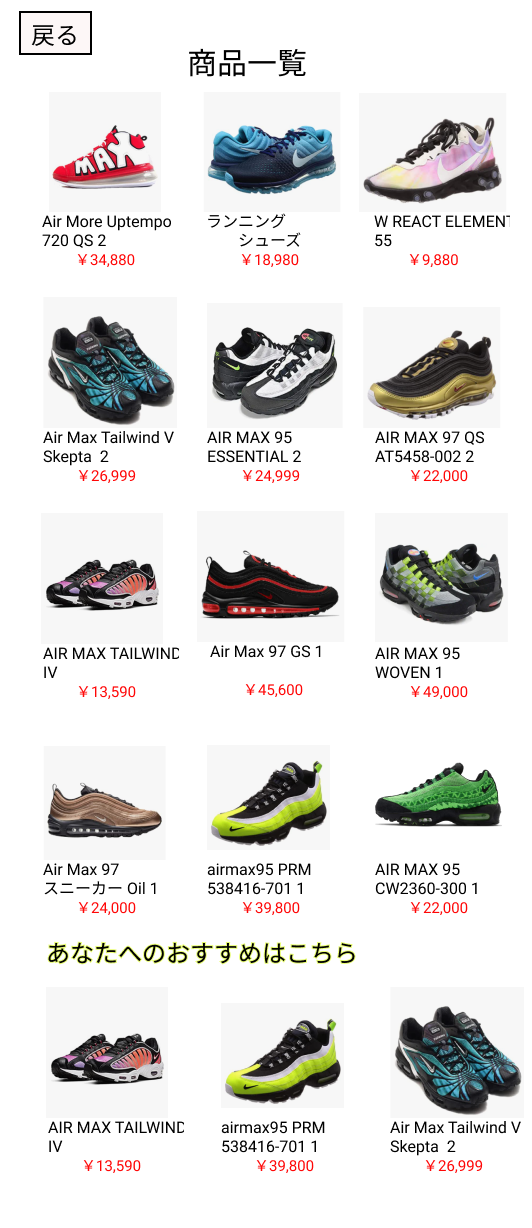 戻る
商品一覧
MAX
Air More Uptempo
720 QS 2
￥34,880
ランニング
シューズ
￥18,980
W REACT ELEMENT
55
￥9,880
Air Max Tailwind V
Skepta 2
￥26,999
AIR MAX 95
ESSENTIAL 2
￥24,999
AIR MAX 97 QS
AT5458-002 2
￥22,000
AIR MAX TAILWIND
IV
￥13,590
Air Max 97 GS 1
￥45,600
AIR MAX 95
WOVEN 1
￥49,000
Air Max 97
スニーカー Oil 1
￥24,000
airmax95 PRM
538416-701 1
￥39,800
AIR MAX 95
CW2360-300 1
￥22,000
あなたへのおすすめはこちら
AIR MAX TAILWIND
IV
￥13,590
airmax95 PRM
538416-701 1
￥39,800
Air Max Tailwind V
Skepta 2
￥26,999